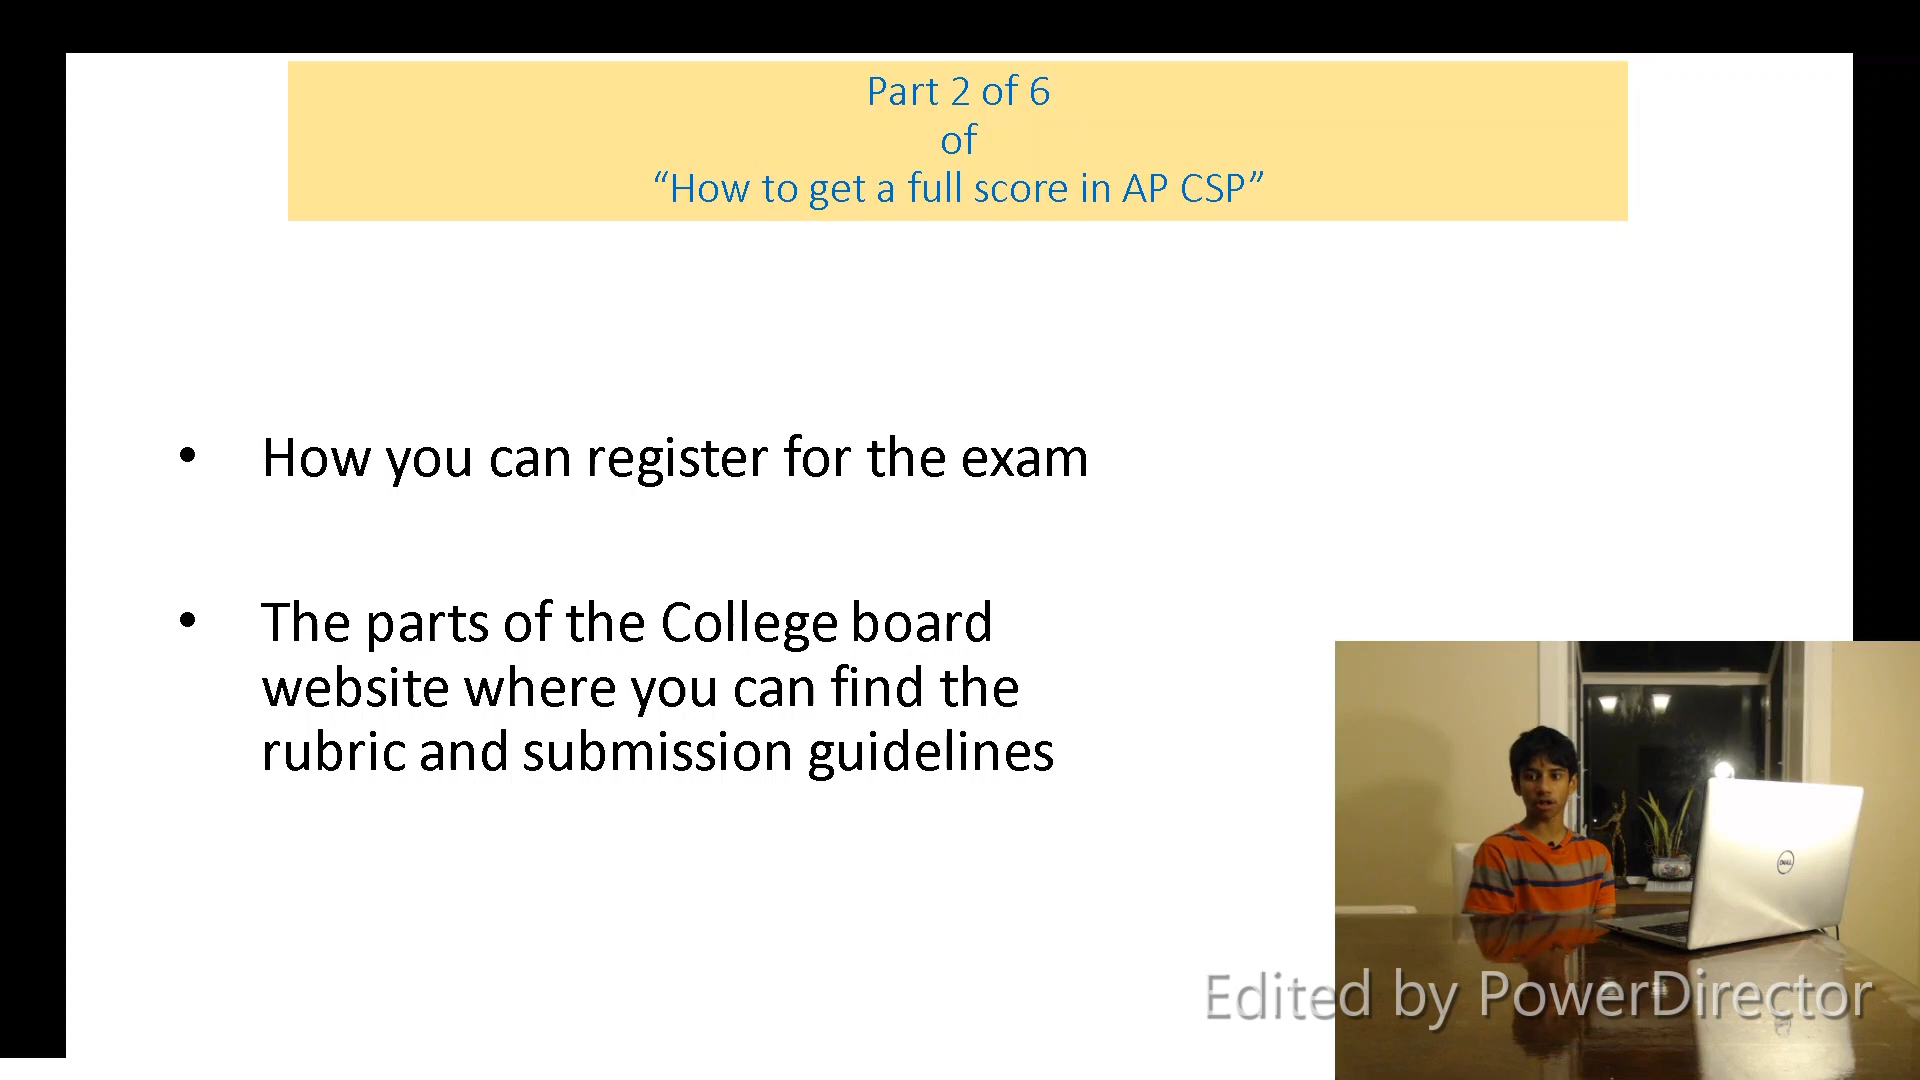 Part 2 of 6
of
“How to get a full score in AP CSP”
• How you can register for the exam
• The parts of the College board
website where you can find the
rubric and submission guidelines
DELL
Edited by PowerDirector